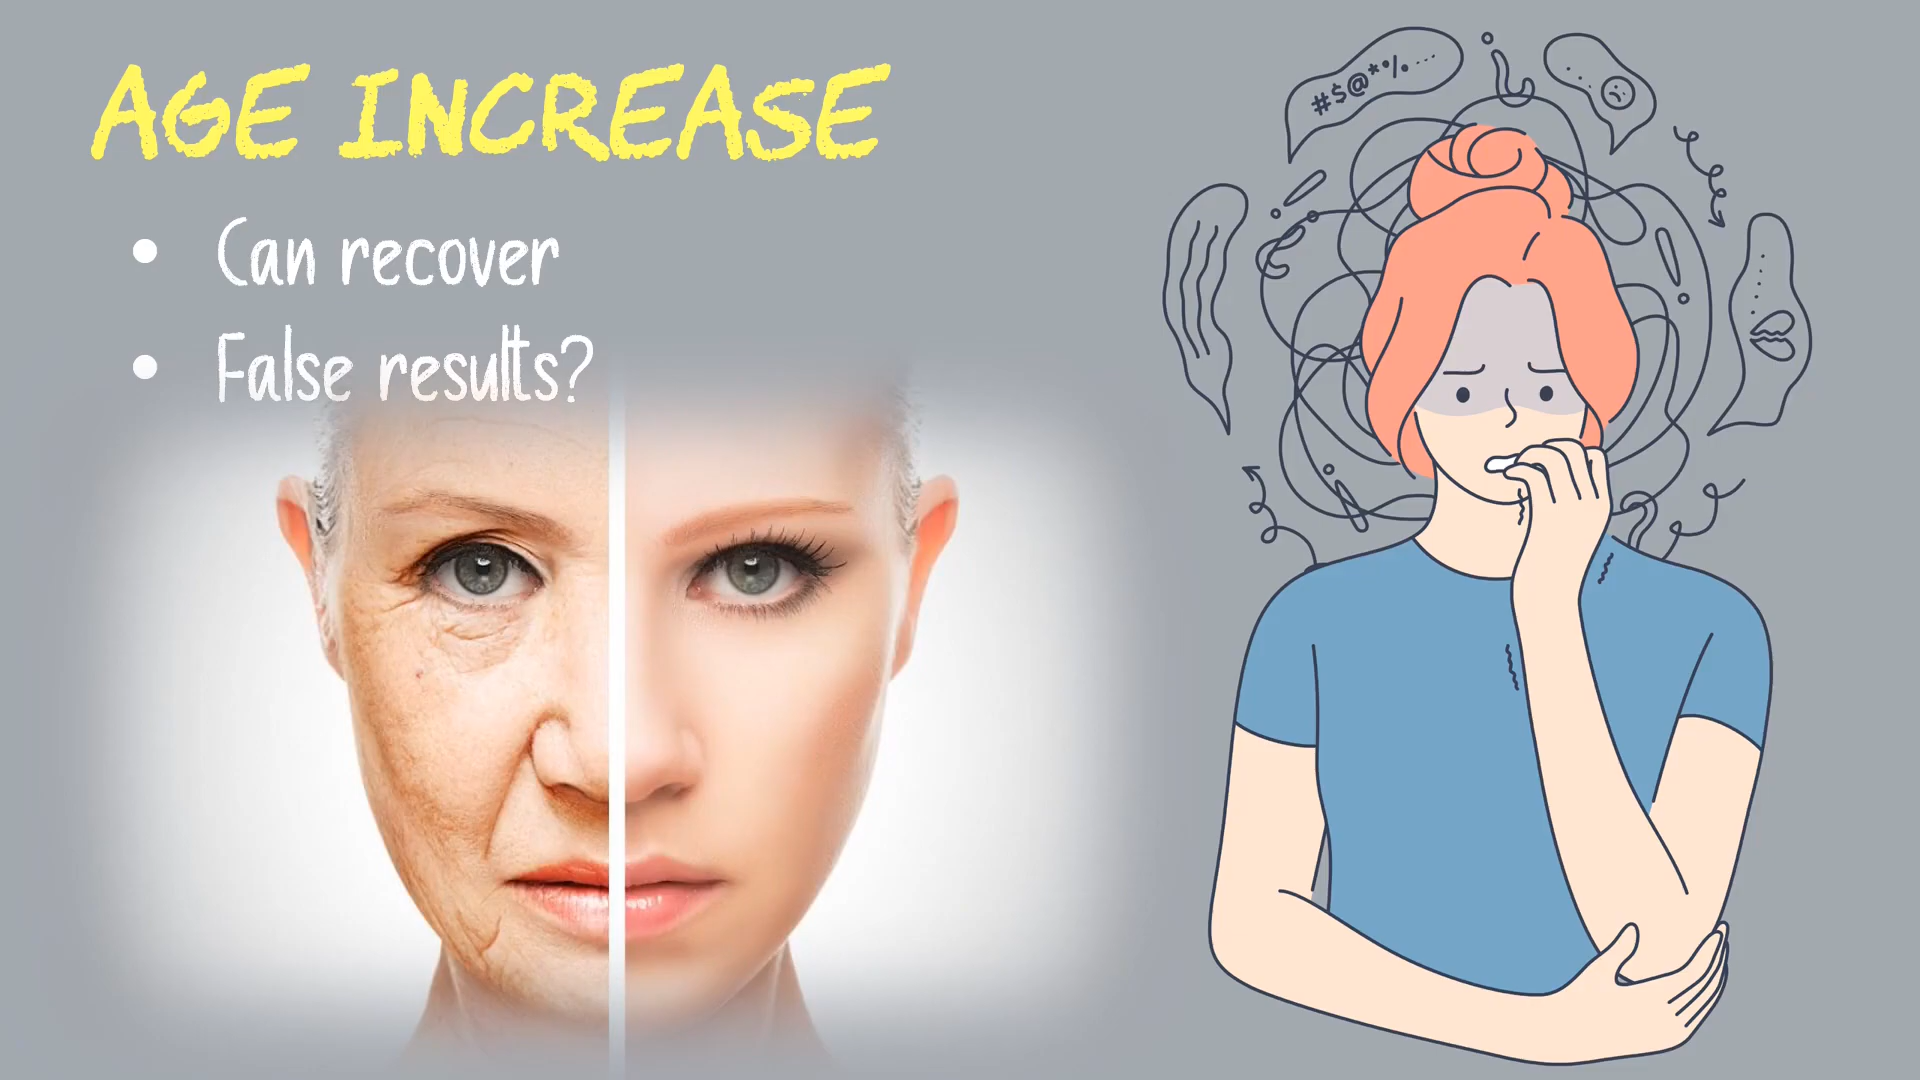 AGE INCREASE
• Can recover
• False results?
#$@*%....